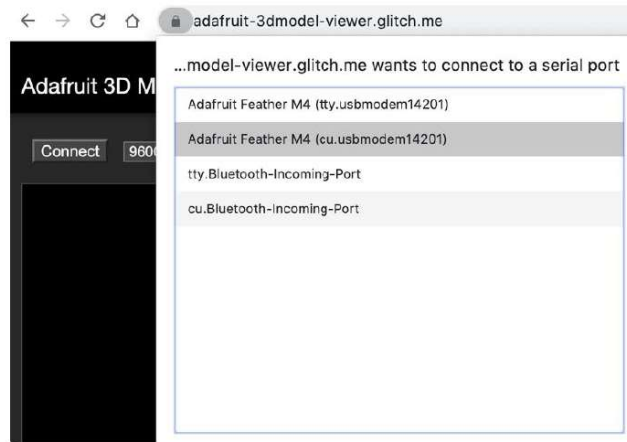 adafruit-3dmodel-viewer.glitch.me
...model-viewer.glitch.me wants to connect to a serial port
Adafruit 3D M
Adafruit Feather M4 (tty.usbmodem14201)
Adafruit Feather M4 (cu.usbmodem14201)
Connect
960
tty.Bluetooth-Incoming-Port
cu.Bluetooth-Incoming-Port